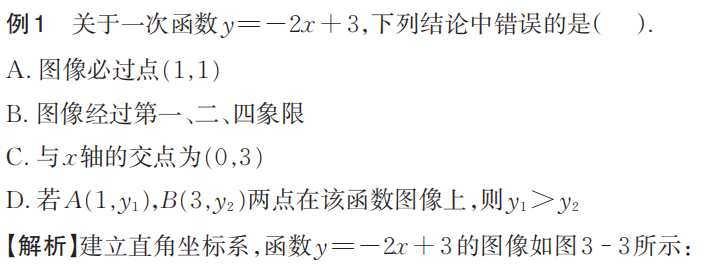 例1 关于一次函数y=-2x+3,下列结论中错误的是( ).
A. 图像必过点(1,1)
B. 图像经过第一、二、四象限
C. 与x轴的交点为(0,3)
D. 若A(1,y₁),B(3,y₂)两点在该函数图像上,则y₁>y₂
【解析】建立直角坐标系,函数y=-2x+3的图像如图3-3所示: